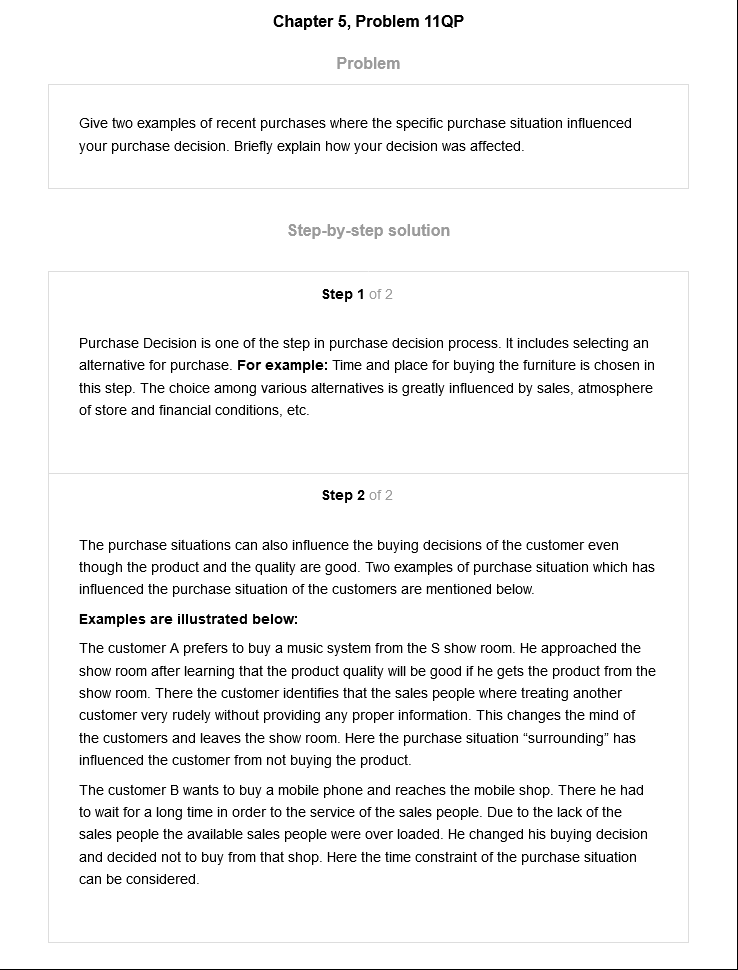 Chapter 5, Problem 11QP
Problem
Give two examples of recent purchases where the specific purchase situation influenced
your purchase decision. Briefly explain how your decision was affected.
Step-by-step solution
Step 1 of 2
Purchase Decision is one of the step in purchase decision process. It includes selecting an
alternative for purchase. For example: Time and place for buying the furniture is chosen in
this step. The choice among various alternatives is greatly influenced by sales, atmosphere
of store and financial conditions, etc.
Step 2 of 2
The purchase situations can also influence the buying decisions of the customer even
though the product and the quality are good. Two examples of purchase situation which has
influenced the purchase situation of the customers are mentioned below.
Examples are illustrated below:
The customer A prefers to buy a music system from the S show room. He approached the
show room after learning that the product quality will be good if he gets the product from the
show room. There the customer identifies that the sales people where treating another
customer very rudely without providing any proper information. This changes the mind of
the customers and leaves the show room. Here the purchase situation “surrounding” has
influenced the customer from not buying the product.
The customer B wants to buy a mobile phone and reaches the mobile shop. There he had
to wait for a long time in order to the service of the sales people. Due to the lack of the
sales people the available sales people were over loaded. He changed his buying decision
and decided not to buy from that shop. Here the time constraint of the purchase situation
can be considered.